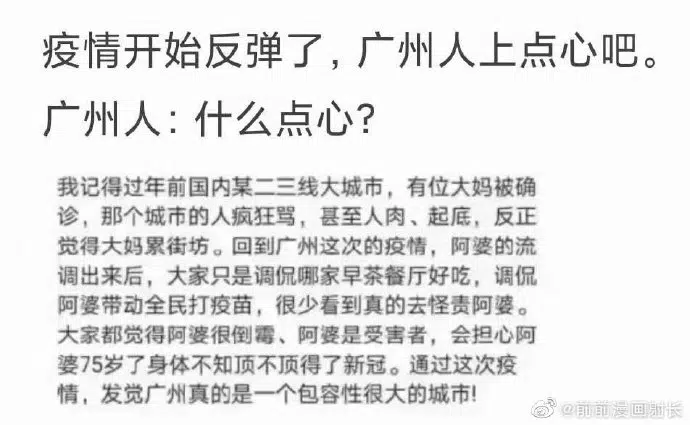 疫情开始反弹了，广州人上点心吧。
广州人：什么点心？
我记得过年前国内某二三线大城市，有位大妈被确
诊，那个城市的人疯狂骂，甚至人肉、起底，反正
觉得大妈累街坊。回到广州这次的疫情，阿婆的流
调出来后，大家只是调侃哪家早茶餐厅好吃，调侃
阿婆带动全民打疫苗，很少看到真的去怪责阿婆。
大家都觉得阿婆很倒霉、阿婆是受害者，会担心阿
婆75岁了身体不知顶不顶得了新冠。通过这次疫
情，发觉广州真的是一个包容性很大的城市!
@前前漫画射长